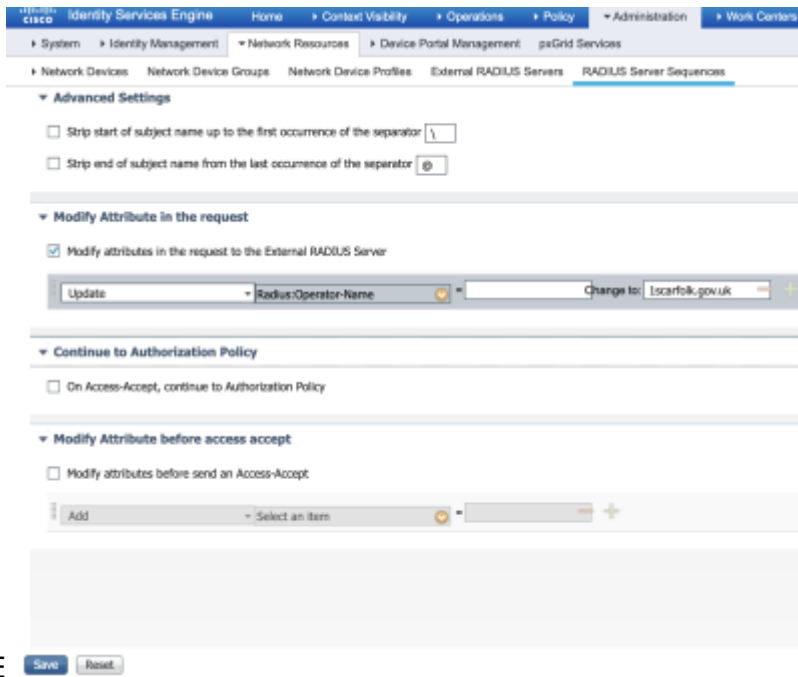 cisco Identity Services Engine Home Context Visibility Operations Policy Administration Work Centers
System Identity Management Network Resources Device Portal Management pxGrid Services
Network Devices Network Device Groups Network Device Profiles External RADIUS Servers RADIUS Server Sequences
Advanced Settings
Strip start of subject name up to the first occurrence of the separator \
Strip end of subject name from the last occurrence of the separator @
Modify Attribute in the request
Modify attributes in the request to the External RADIUS Server
Update Radius:Operator-Name = Change to: 1scarfolk.gov.uk
Continue to Authorization Policy
On Access-Accept, continue to Authorization Policy
Modify Attribute before access accept
Modify attributes before send an Access-Accept
Add Select an item =
E Save Reset